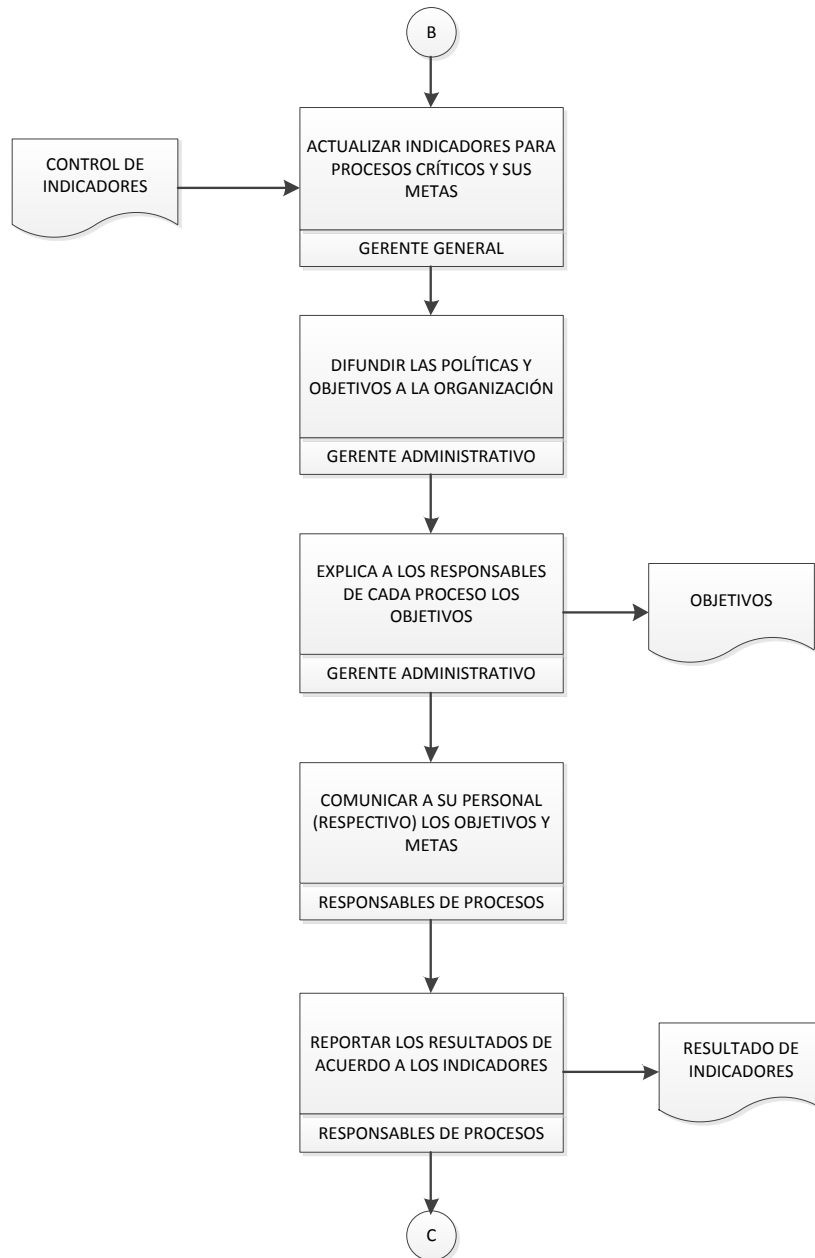 B
ACTUALIZAR INDICADORES PARA
PROCESOS CRÍTICOS Y SUS
METAS
GERENTE GENERAL
CONTROL DE
INDICADORES
DIFUNDIR LAS POLÍTICAS Y
OBJETIVOS A LA ORGANIZACIÓN
GERENTE ADMINISTRATIVO
EXPLICA A LOS RESPONSABLES
DE CADA PROCESO LOS
OBJETIVOS
GERENTE ADMINISTRATIVO
OBJETIVOS
COMUNICAR A SU PERSONAL
(RESPECTIVO) LOS OBJETIVOS Y
METAS
RESPONSABLES DE PROCESOS
REPORTAR LOS RESULTADOS DE
ACUERDO A LOS INDICADORES
RESPONSABLES DE PROCESOS
RESULTADO DE
INDICADORES
C